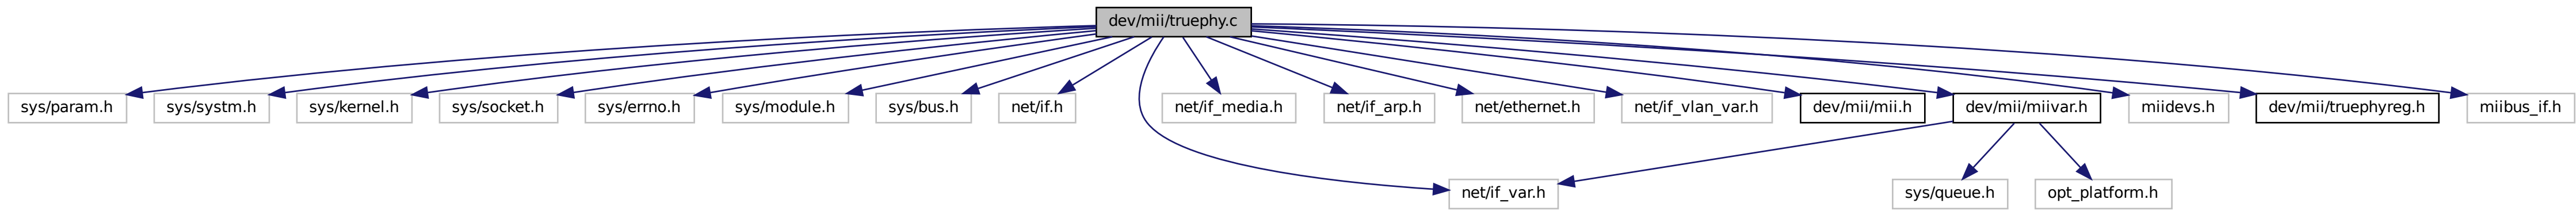 dev/mii/truephy.c
sys/param.h
sys/systm.h
sys/kernel.h
sys/socket.h
sys/errno.h
sys/module.h
sys/bus.h
net/if.h
net/if_media.h
net/if_arp.h
net/ethernet.h
net/if_vlan_var.h
dev/mii/mii.h
dev/mii/miivar.h
miidevs.h
dev/mii/truephyreg.h
miibus_if.h
net/if_var.h
sys/queue.h
opt_platform.h